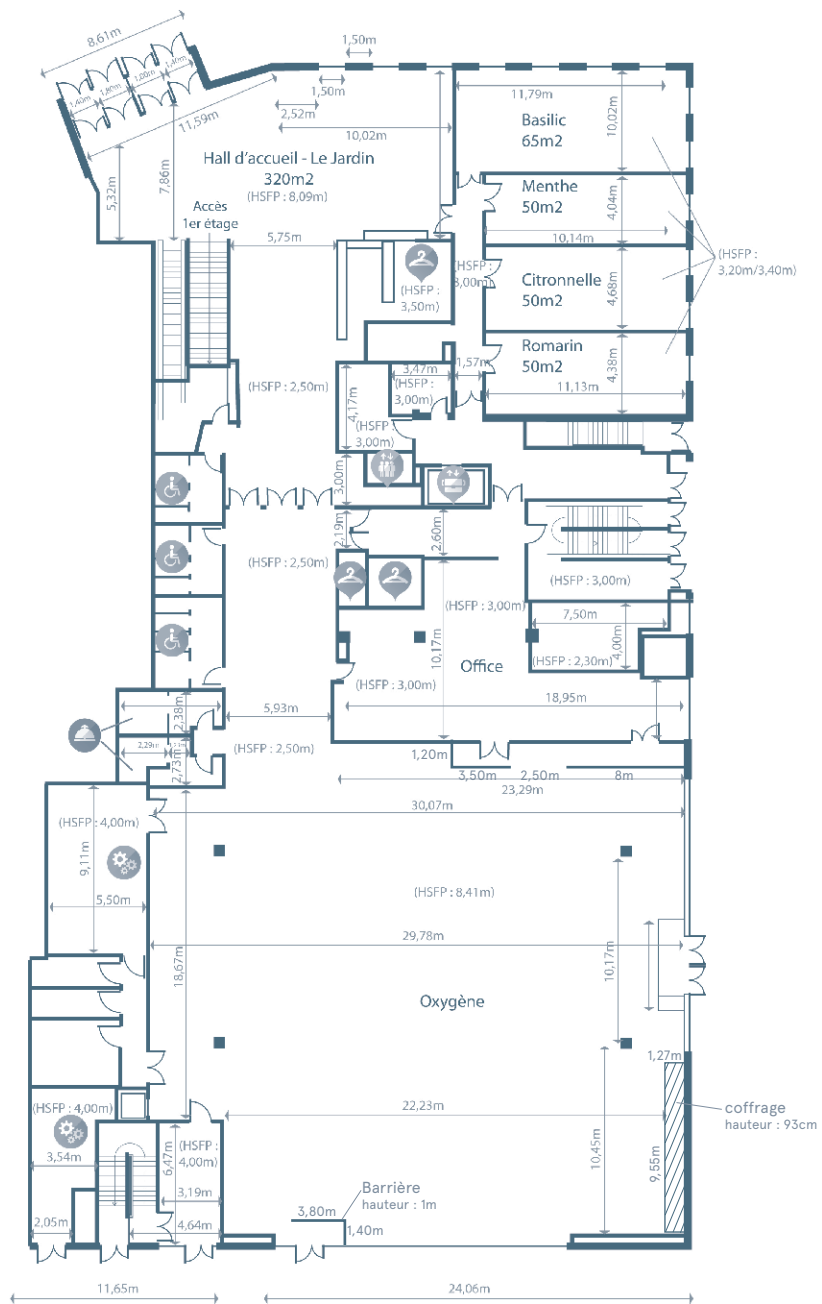 8,61m
1,50m
1,40m
1,80m
1,00m
1,40m
1,50m
2,52m
11,59m
10,02m
11,79m
10,02m
Basilic
65m2
Hall d'accueil - Le Jardin
320m2
(HSFP : 8,09m)
5,32m
7,86m
Accès
1er étage
5,75m
Menthe
50m2
4,04m
10,14m
(HSFP :
3,20m/3,40m)
(HSFP :
3,50m)
(HSFP :
3,00m)
Citronnelle
50m2
4,68m
Romarin
50m2
4,38m
11,13m
3,47m
1,57m
(HSFP : 2,50m)
(HSFP :
3,00m)
4,17m
(HSFP :
3,00m)
3,00m
2,19m
2,60m
(HSFP : 2,50m)
(HSFP : 3,00m)
(HSFP : 3,00m)
7,50m
4,00m
10,17m
(HSFP : 2,30m)
Office
(HSFP : 3,00m)
18,95m
2,38m
5,93m
2,29m
2,73m
(HSFP : 2,50m)
1,20m
3,50m
2,50m
8m
23,29m
30,07m
(HSFP : 4,00m)
9,11m
5,50m
(HSFP : 8,41m)
29,78m
18,67m
10,17m
Oxygène
1,27m
(HSFP : 4,00m)
22,23m
coffrage
hauteur : 93cm
3,54m
6,47m
(HSFP :
4,00m)
10,45m
9,55m
3,19m
Barrière
hauteur : 1m
2,05m
4,64m
3,80m
1,40m
11,65m
24,06m